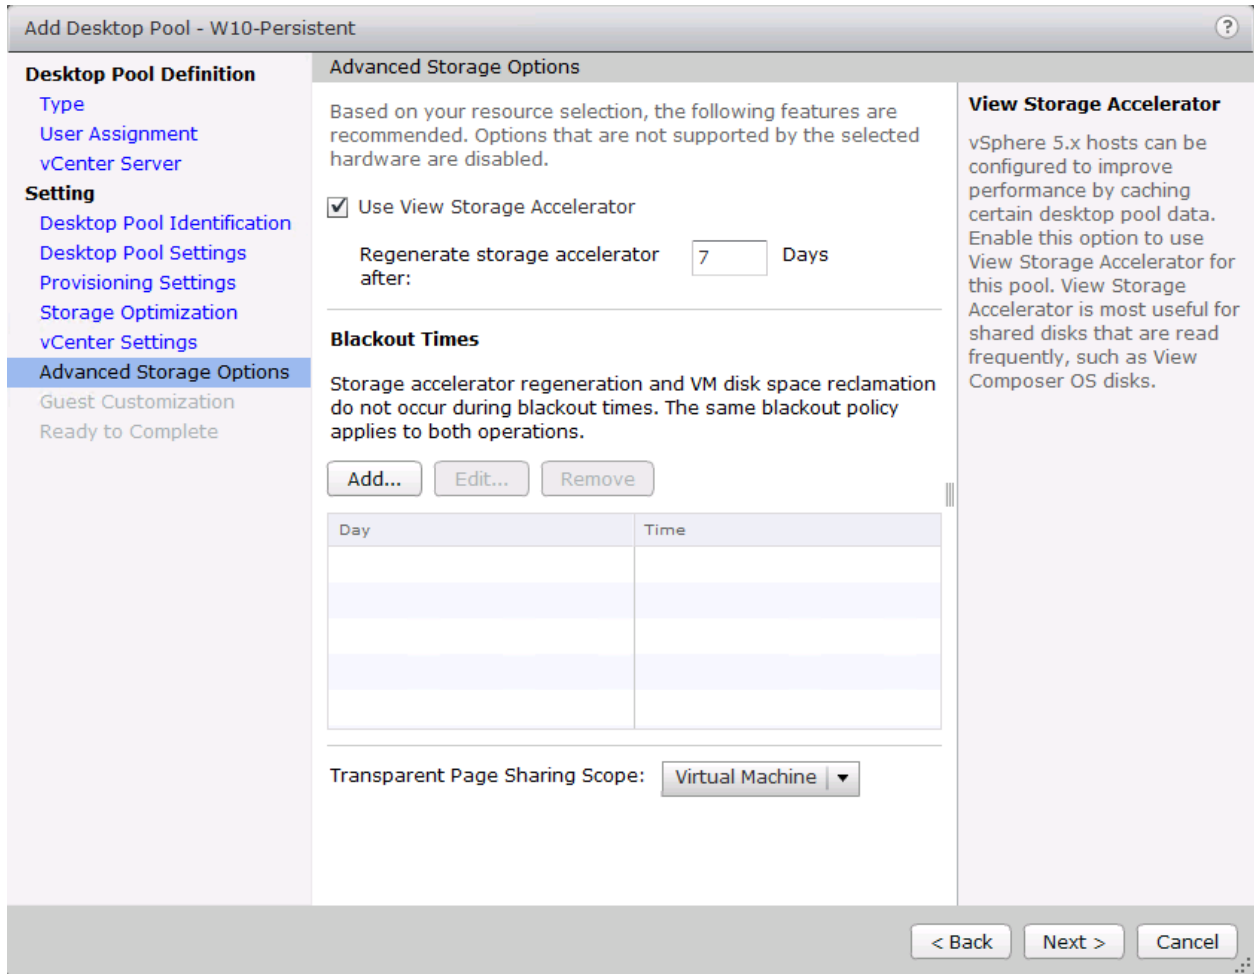 Add Desktop Pool - W10-Persistent
?
Desktop Pool Definition
Type
User Assignment
vCenter Server
Setting
Desktop Pool Identification
Desktop Pool Settings
Provisioning Settings
Storage Optimization
vCenter Settings
Advanced Storage Options
Guest Customization
Ready to Complete
Advanced Storage Options
Based on your resource selection, the following features are
recommended. Options that are not supported by the selected
hardware are disabled.
Use View Storage Accelerator
Regenerate storage accelerator
after:
7
Days
Blackout Times
Storage accelerator regeneration and VM disk space reclamation
do not occur during blackout times. The same blackout policy
applies to both operations.
Add...
Edit...
Remove
Day
Time
Transparent Page Sharing Scope:
Virtual Machine
View Storage Accelerator
vSphere 5.x hosts can be
configured to improve
performance by caching
certain desktop pool data.
Enable this option to use
View Storage Accelerator for
this pool. View Storage
Accelerator is most useful for
shared disks that are read
frequently, such as View
Composer OS disks.
< Back
Next >
Cancel